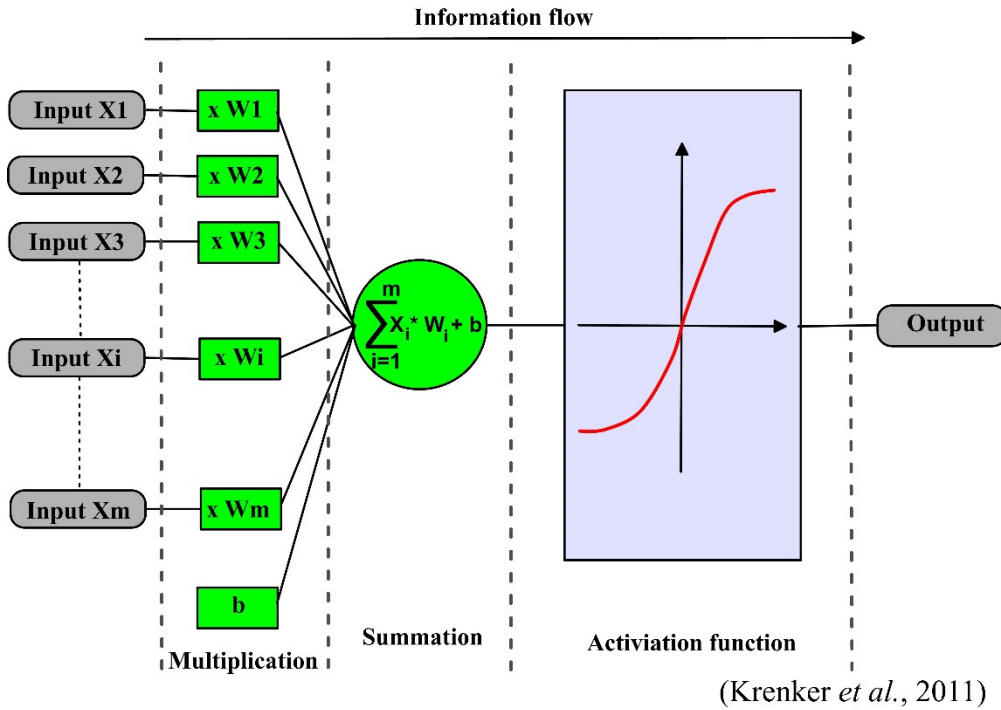 Information flow
Input X1
x W1
Input X2
x W2
Input X3
x W3
Input Xi
x Wi
Input Xm
x Wm
b
m
∑ Xi * Wi + b
i=1
Output
Multiplication
Summation
Activiation function
(Krenker et al., 2011)